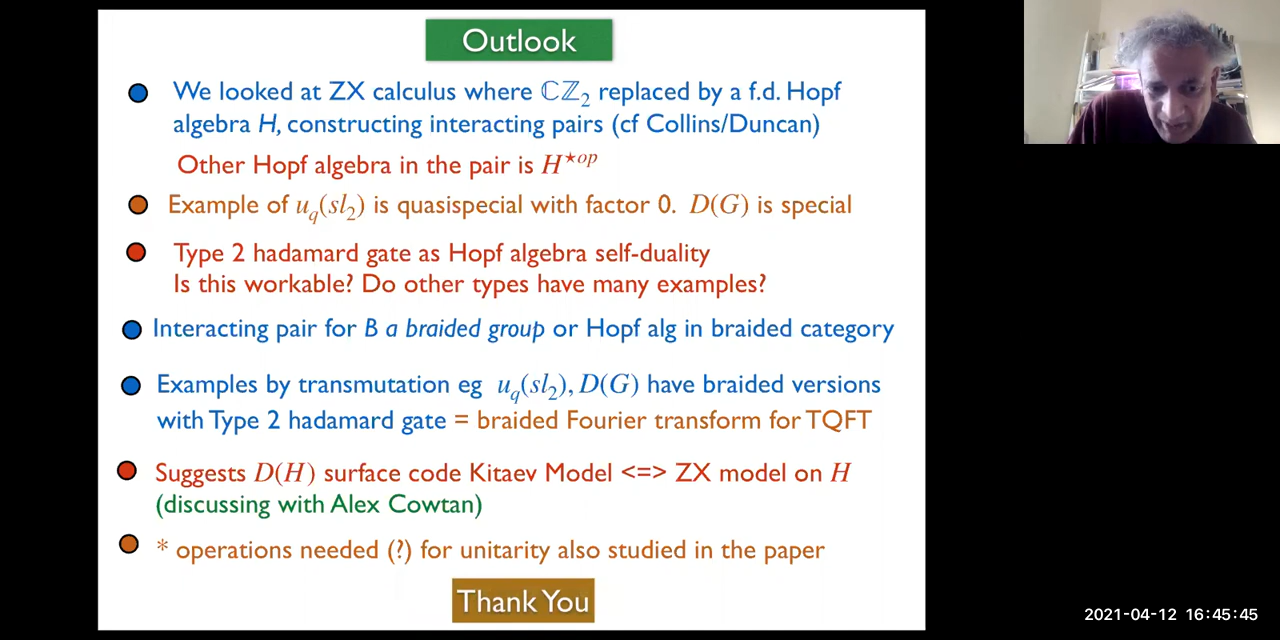 Outlook
We looked at ZX calculus where ℂℤ₂ replaced by a f.d. Hopf
algebra H, constructing interacting pairs (cf Collins/Duncan)
Other Hopf algebra in the pair is H^{⋆op}
Example of u_q(sl₂) is quasispecial with factor 0. D(G) is special
Type 2 hadamard gate as Hopf algebra self-duality
Is this workable? Do other types have many examples?
Interacting pair for B a braided group or Hopf alg in braided category
Examples by transmutation eg u_q(sl₂), D(G) have braided versions
with Type 2 hadamard gate = braided Fourier transform for TQFT
Suggests D(H) surface code Kitaev Model <=> ZX model on H
(discussing with Alex Cowtan)
* operations needed (?) for unitarity also studied in the paper
Thank You
2021-04-12 16:45:45